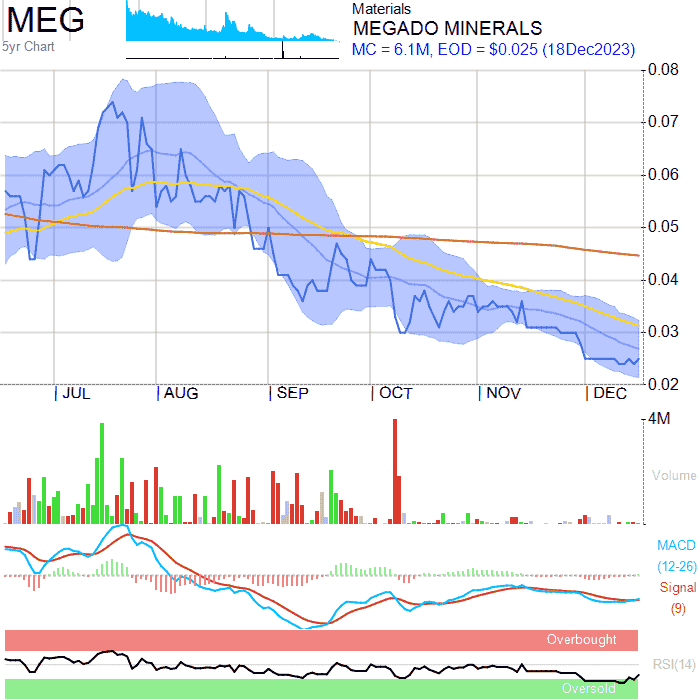 MEG
5yr Chart
Materials
MEGADO MINERALS
MC = 6.1M, EOD = $0.025 (18Dec2023)
0.08
0.07
0.06
0.05
0.04
0.03
0.02
JUL AUG SEP OCT NOV DEC
4M
Volume
MACD
(12-26)
Signal
(9)
Overbought
RSI(14)
Oversold